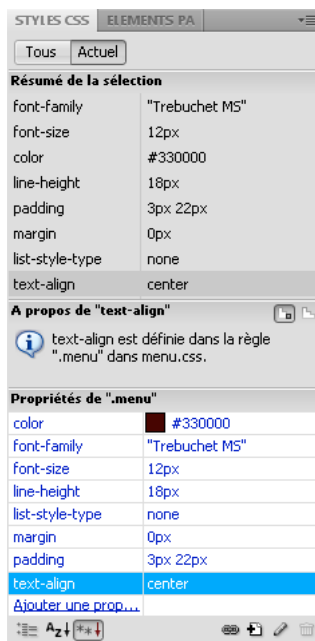 STYLES CSS ELEMENTS PA
Tous Actuel
Résumé de la sélection
font-family "Trebuchet MS"
font-size 12px
color #330000
line-height 18px
padding 3px 22px
margin 0px
list-style-type none
text-align center
A propos de "text-align"
text-align est définie dans la règle
".menu" dans menu.css.
Propriétés de ".menu"
color #330000
font-family "Trebuchet MS"
font-size 12px
line-height 18px
list-style-type none
margin 0px
padding 3px 22px
text-align center
Ajouter une prop...
Az↓ **↓